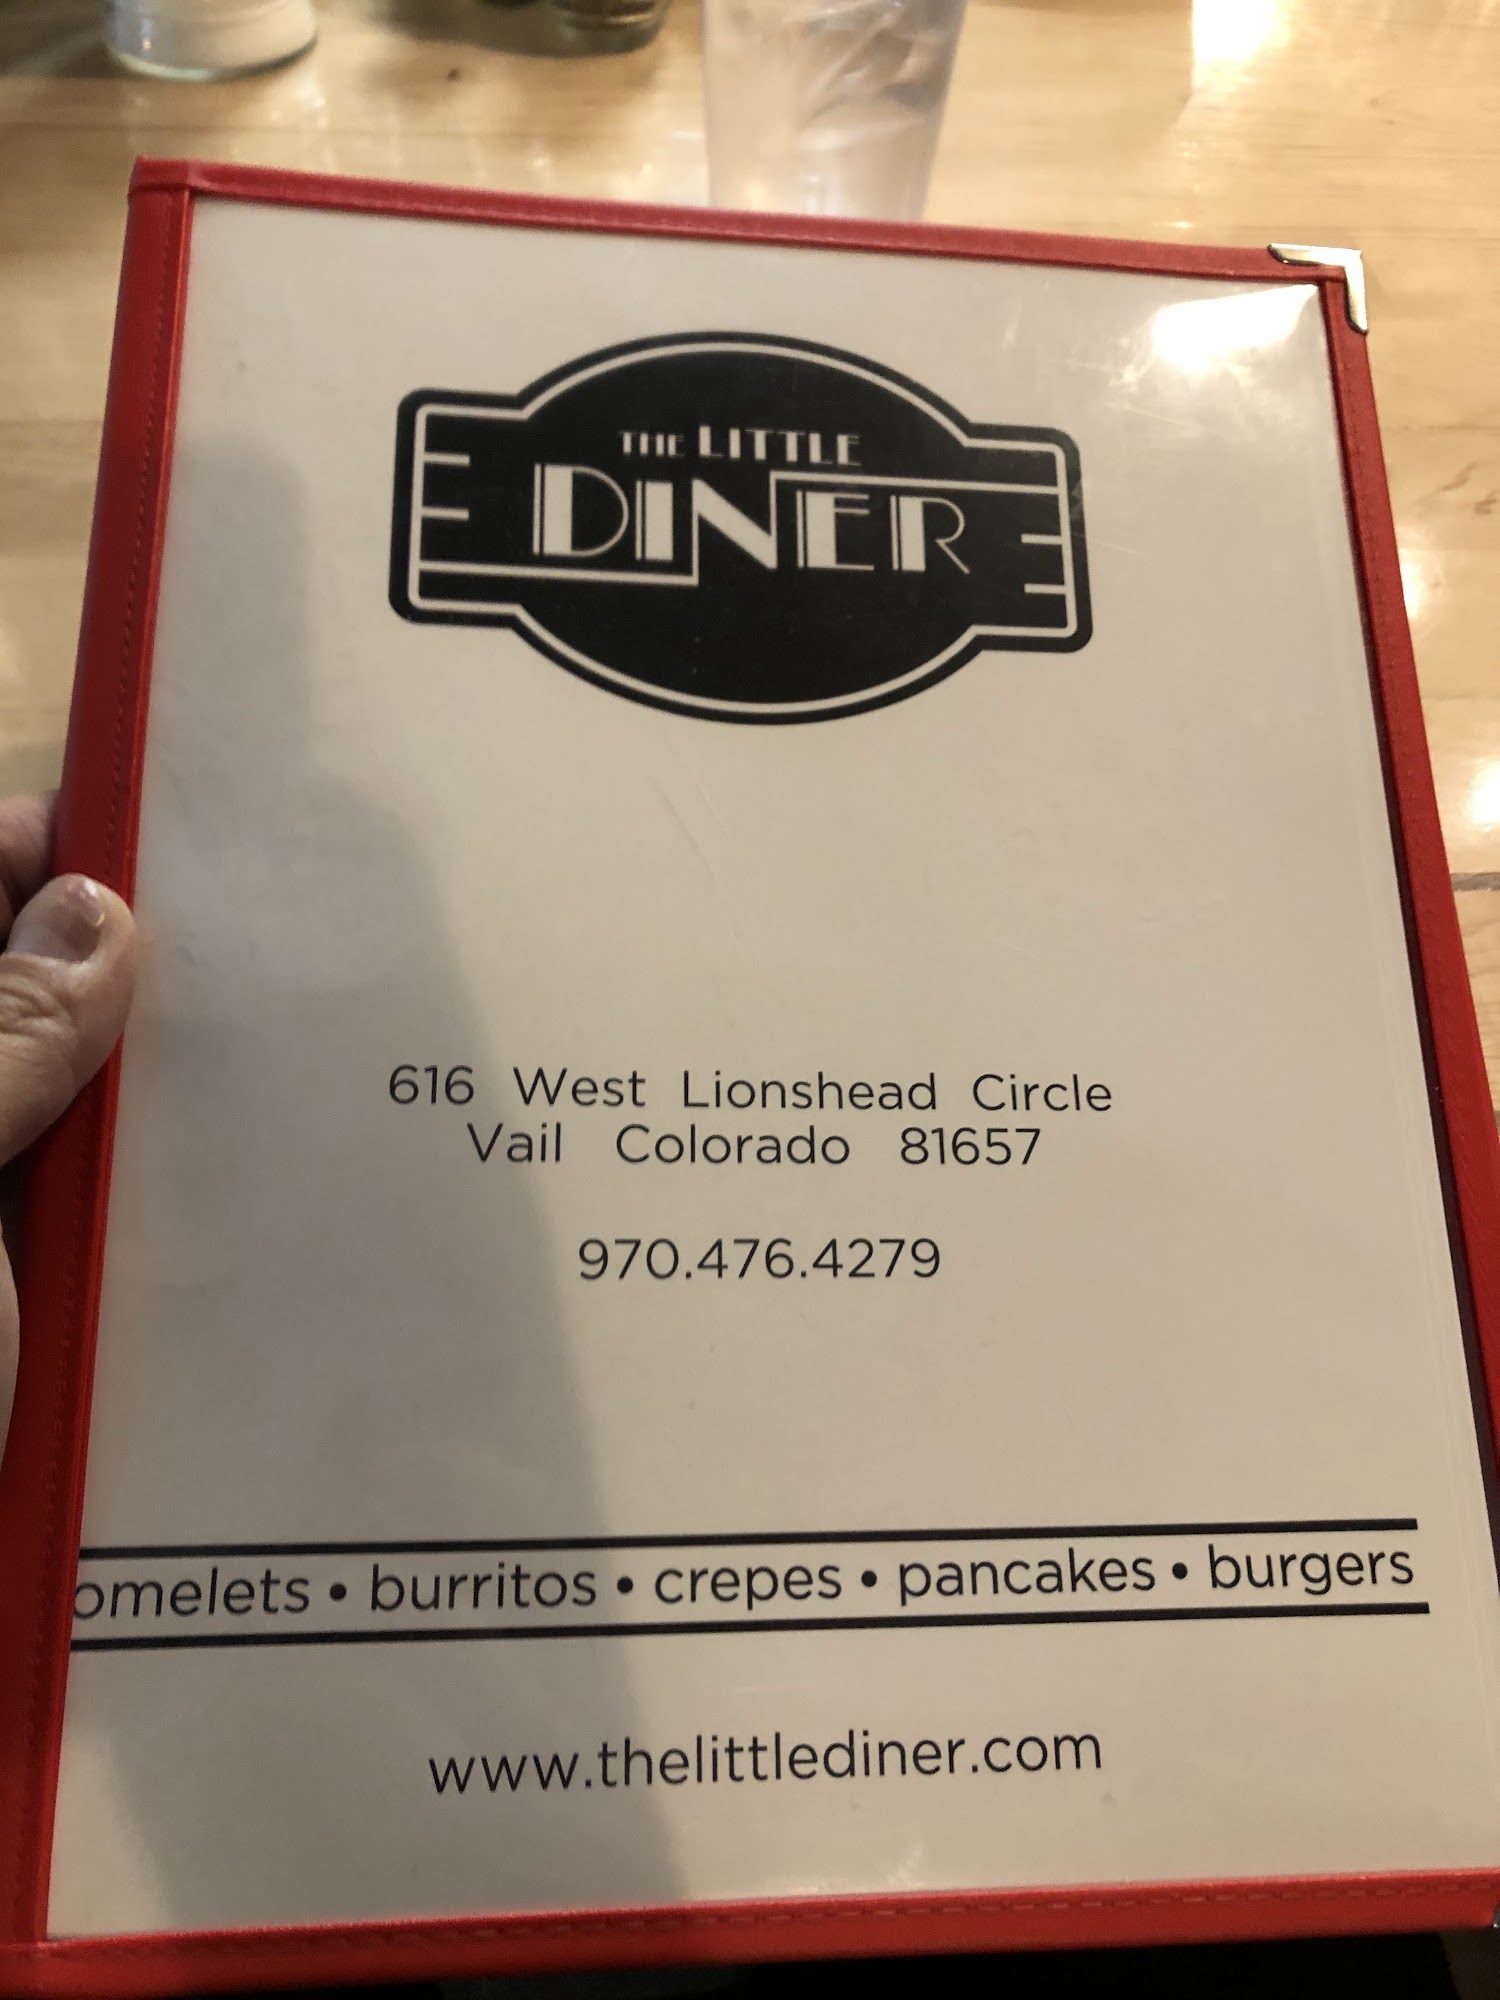 THE LITTLE
DINER
616 West Lionshead Circle
Vail Colorado 81657
970.476.4279
omelets • burritos • crepes • pancakes • burgers
www.thelittlediner.com